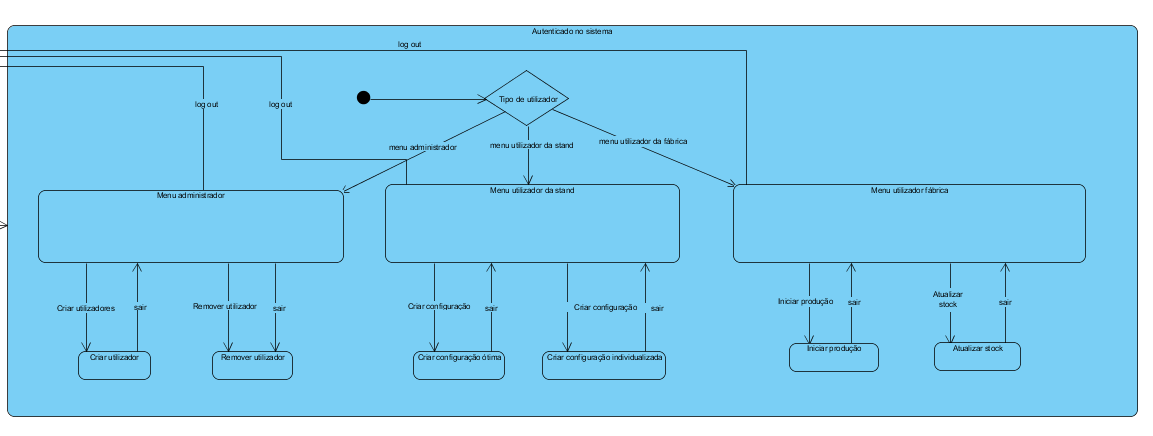 Autenticado no sistema
log out
log out
log out
Tipo de utilizador
menu administrador
menu utilizador da stand
menu utilizador da fábrica
Menu administrador
Menu utilizador da stand
Menu utilizador fábrica
Criar utilizadores
sair
Remover utilizador
sair
Criar configuração
sair
Criar configuração
sair
Iniciar produção
sair
Atualizar
stock
sair
Criar utilizador
Remover utilizador
Criar configuração ótima
Criar configuração individualizada
Iniciar produção
Atualizar stock